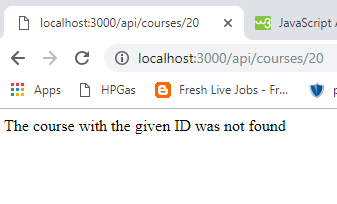 localhost:3000/api/courses/20
JavaScript
localhost:3000/api/courses/20
Apps
HPGas
Fresh Live Jobs - Fr...
The course with the given ID was not found